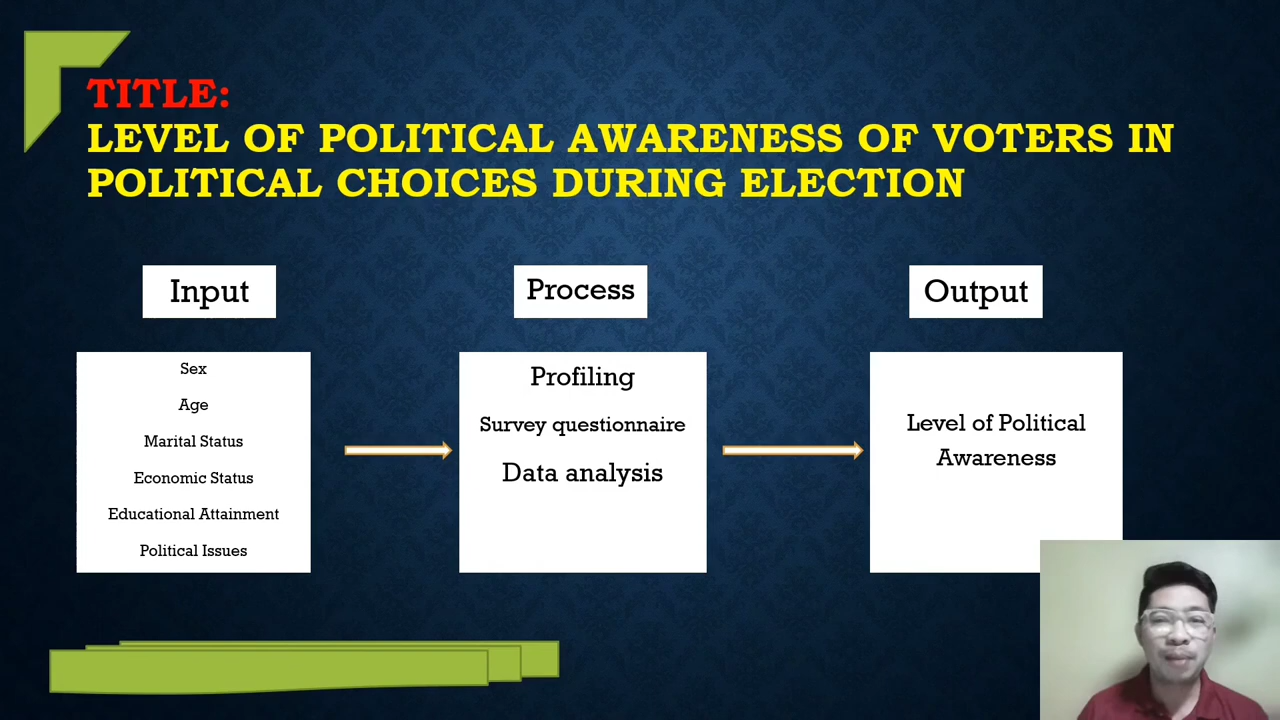 TITLE:
LEVEL OF POLITICAL AWARENESS OF VOTERS IN
POLITICAL CHOICES DURING ELECTION
Input
Process
Output
Sex
Age
Marital Status
Economic Status
Educational Attainment
Political Issues
Profiling
Survey questionnaire
Data analysis
Level of Political
Awareness